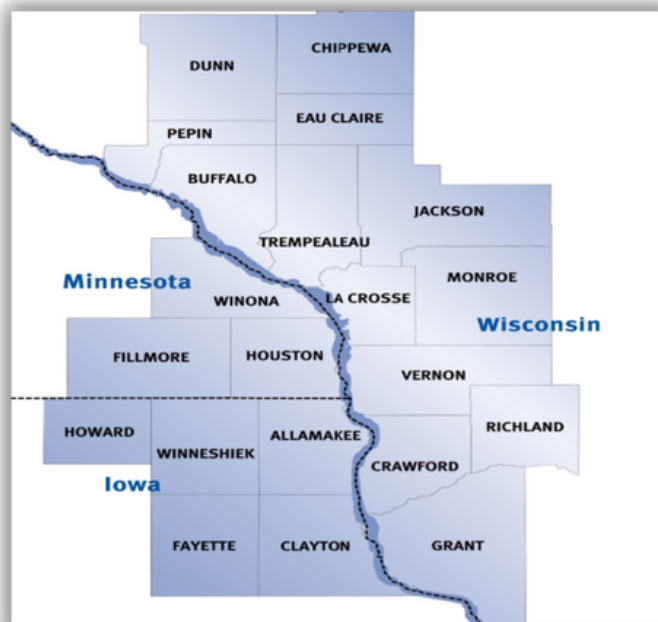 CHIPPEWA
DUNN
EAU CLAIRE
PEPIN
BUFFALO
JACKSON
TREMPEALEAU
Minnesota
MONROE
WINONA
LA CROSSE
Wisconsin
FILLMORE
HOUSTON
VERNON
RICHLAND
HOWARD
ALLAMAKEE
WINNESHIEK
CRAWFORD
Iowa
FAYETTE
CLAYTON
GRANT